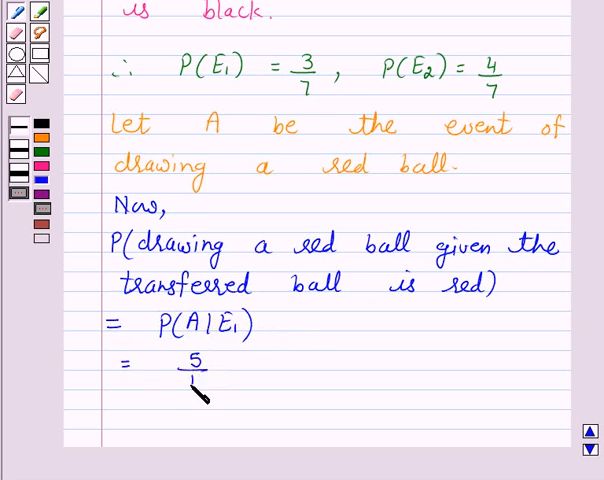 is black.
∴ P(E₁) = 3/7 , P(E₂) = 4/7
Let A be the event of
drawing a red ball.
Now,
P(drawing a red ball given the
transferred ball is red)
= P(A|E₁)
= 5/1